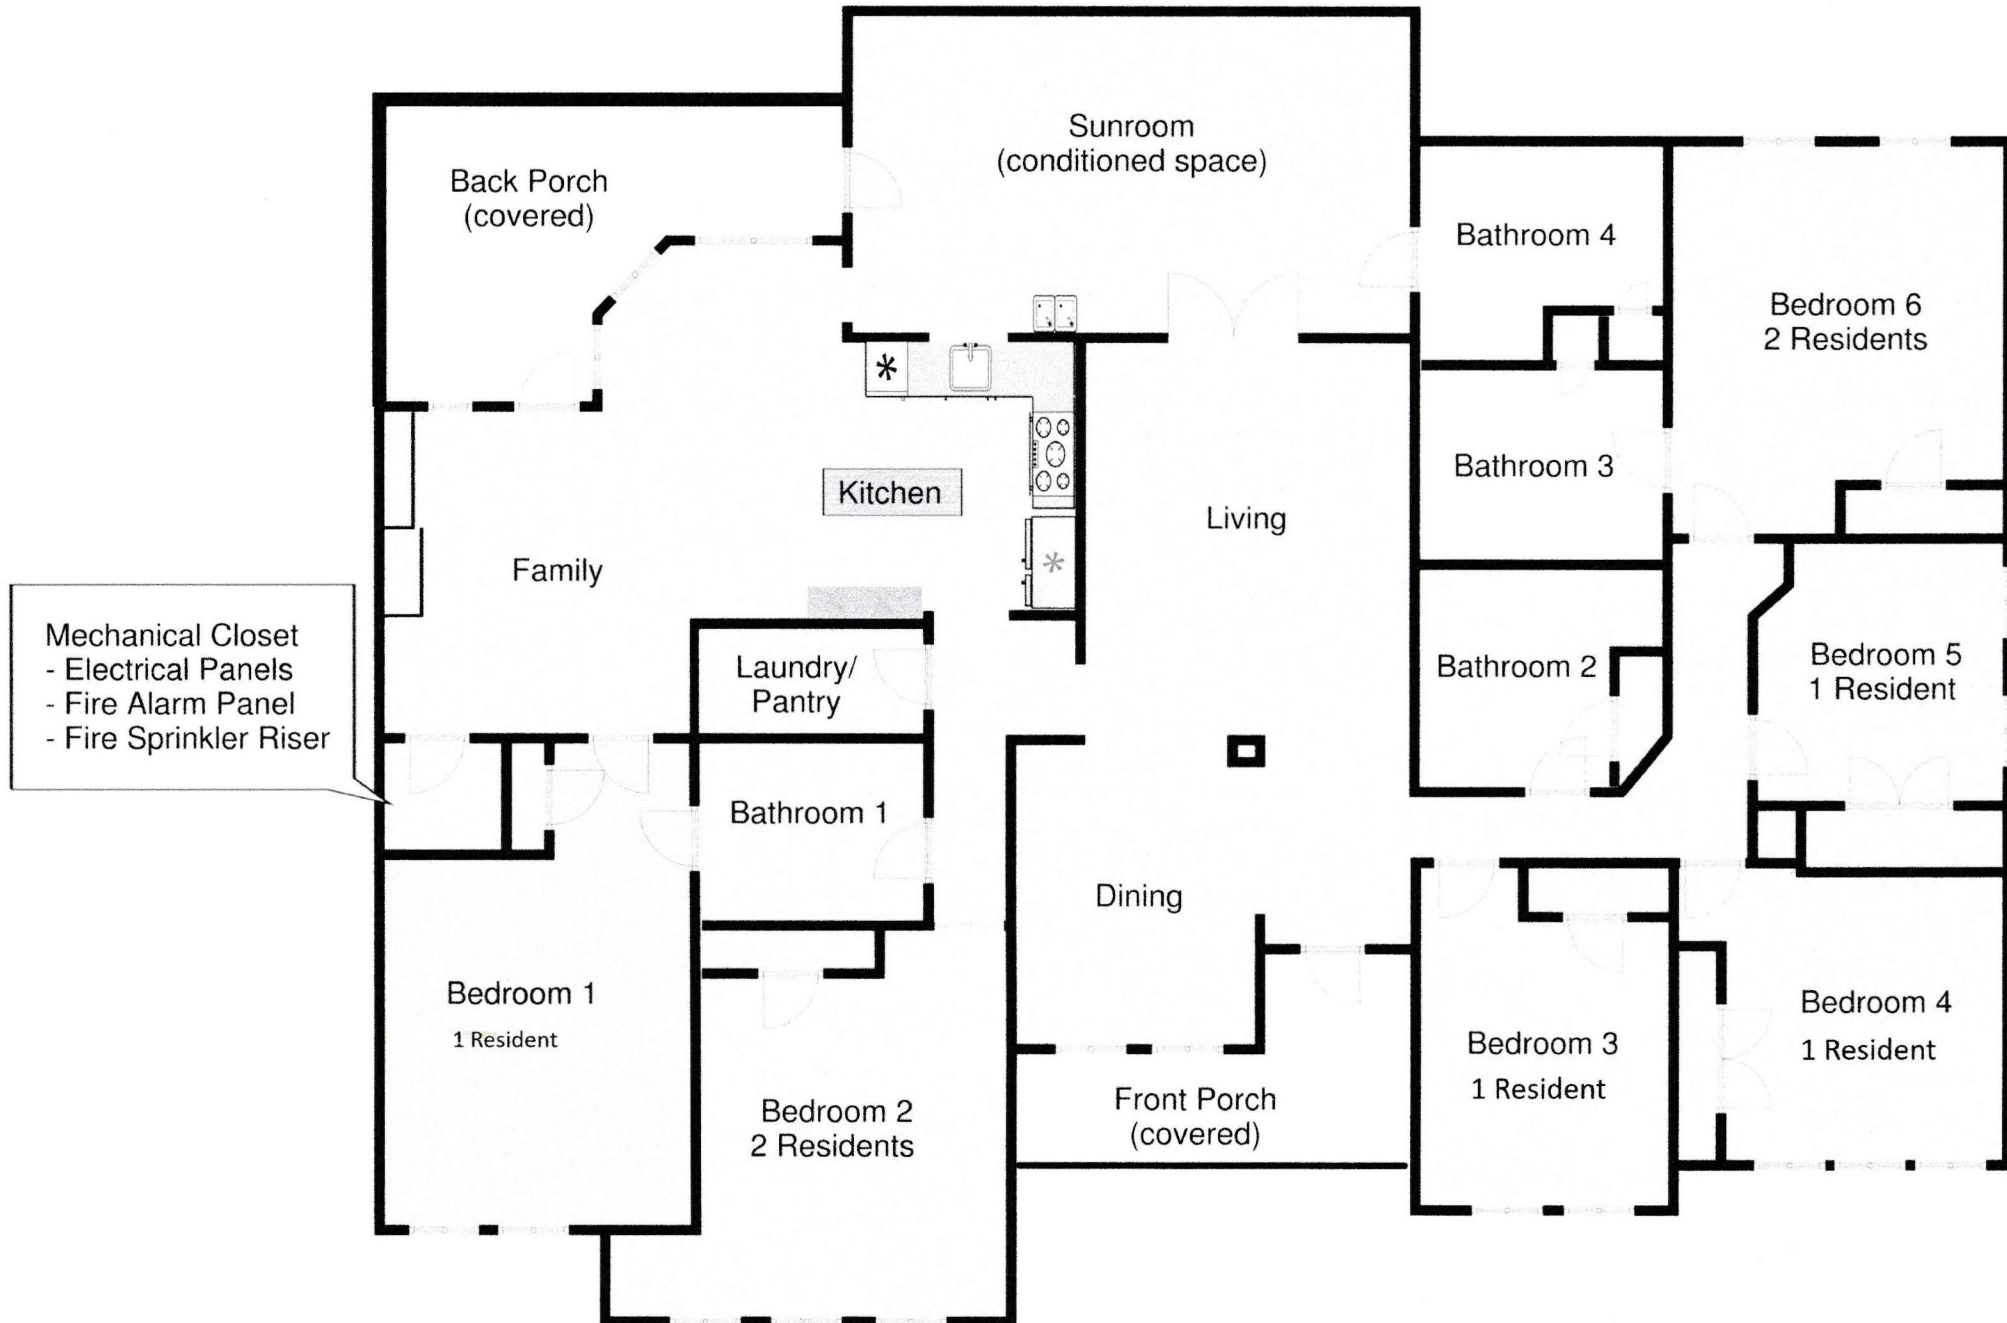 Sunroom
(conditioned space)
Back Porch
(covered)
Bathroom 4
Bedroom 6
2 Residents
Bathroom 3
Kitchen
Living
Family
Mechanical Closet
- Electrical Panels
- Fire Alarm Panel
- Fire Sprinkler Riser
Laundry/
Pantry
Bathroom 2
Bedroom 5
1 Resident
Bathroom 1
Dining
Bedroom 1
1 Resident
Bedroom 2
2 Residents
Front Porch
(covered)
Bedroom 3
1 Resident
Bedroom 4
1 Resident